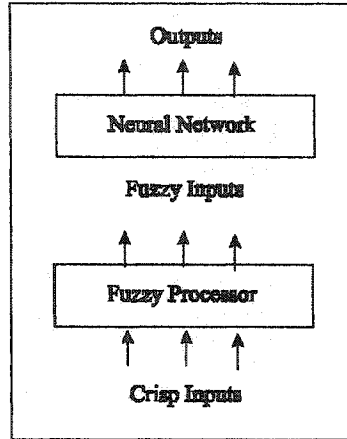 Outputs
Neural Network
Fuzzy Inputs
Fuzzy Processor
Crisp Inputs